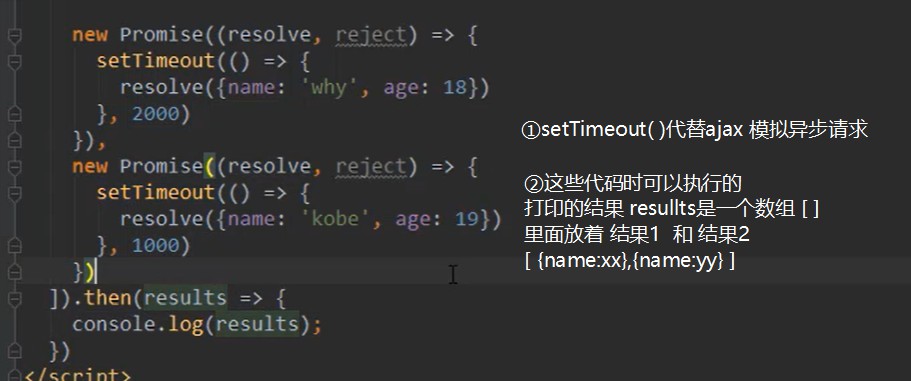 new Promise((resolve, reject) => {
setTimeout(() => {
resolve({name: 'why', age: 18})
}, 2000)
}),
new Promise((resolve, reject) => {
setTimeout(() => {
resolve({name: 'kobe', age: 19})
}, 1000)
})
]).then(results => {
console.log(results);
})
</script>
①setTimeout( )代替ajax 模拟异步请求
②这些代码时可以执行的
打印的结果 resullts是一个数组 [ ]
里面放着 结果1 和 结果2
[ {name:xx},{name:yy} ]